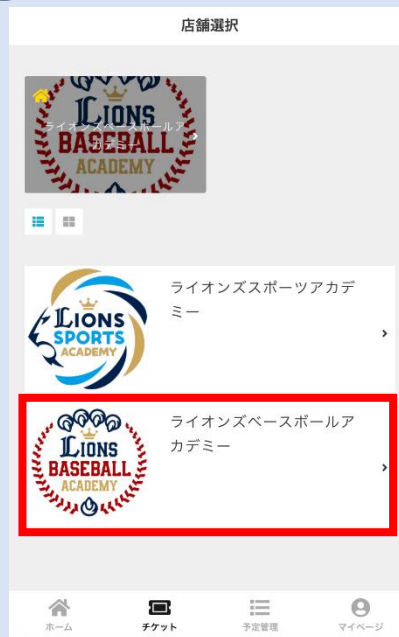 店舗選択
LIONS
BASEBALL
ACADEMY
ライオンズベースボールア
カデミー
LIONS
SPORTS
ACADEMY
ライオンズスポーツアカデ
ミー
LIONS
BASEBALL
ACADEMY
ライオンズベースボールア
カデミー
ホーム
チケット
予定管理
マイページ